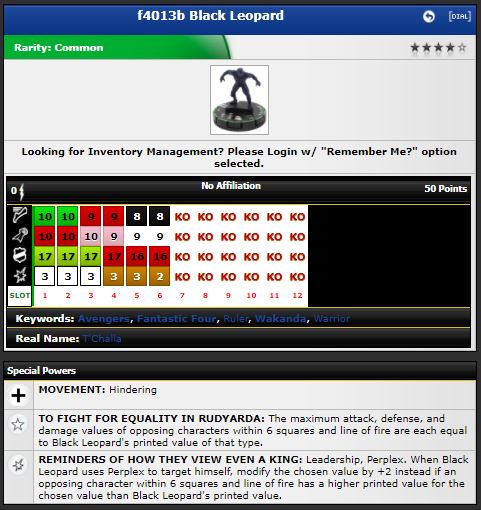 f4013b Black Leopard
[DIAL]
Rarity: Common
Looking for Inventory Management? Please Login w/ "Remember Me?" option
selected.
0 No Affiliation 50 Points
10 10 9 9 8 8 KO KO KO KO KO KO
10 10 10 9 9 9 KO KO KO KO KO KO
17 17 17 17 16 16 KO KO KO KO KO KO
3 3 3 3 3 2 KO KO KO KO KO KO
SLOT 1 2 3 4 5 6 7 8 9 10 11 12
Keywords: Avengers, Fantastic Four, Ruler, Wakanda, Warrior
Real Name: T'Challa
Special Powers
MOVEMENT: Hindering
TO FIGHT FOR EQUALITY IN RUDYARDA: The maximum attack, defense, and
damage values of opposing characters within 6 squares and line of fire are each equal
to Black Leopard's printed value of that type.
REMINDERS OF HOW THEY VIEW EVEN A KING: Leadership, Perplex. When Black
Leopard uses Perplex to target himself, modify the chosen value by +2 instead if an
opposing character within 6 squares and line of fire has a higher printed value for the
chosen value than Black Leopard's printed value.